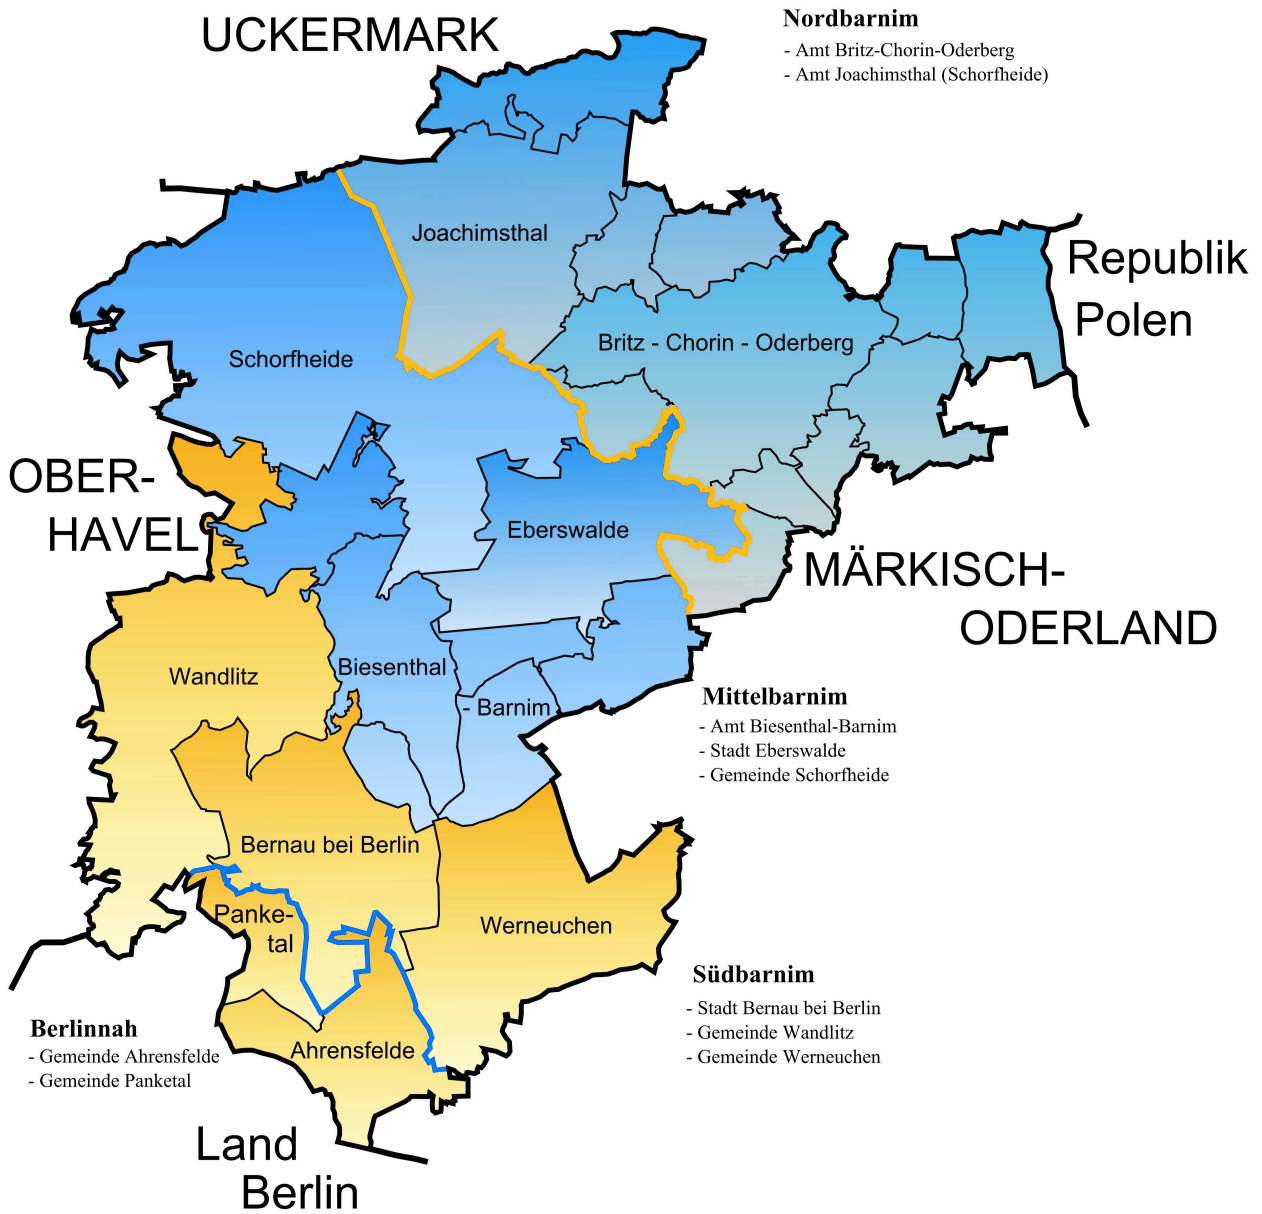 UCKERMARK
Nordbarnim
- Amt Britz-Chorin-Oderberg
- Amt Joachimsthal (Schorfheide)
Joachimsthal
Republik
Polen
Britz - Chorin - Oderberg
Schorfheide
OBER-
HAVEL
Eberswalde
MÄRKISCH-
ODERLAND
Wandlitz
Biesenthal
- Barnim
Mittelbarnim
- Amt Biesenthal-Barnim
- Stadt Eberswalde
- Gemeinde Schorfheide
Bernau bei Berlin
Panke-
tal
Werneuchen
Südbarnim
- Stadt Bernau bei Berlin
- Gemeinde Wandlitz
- Gemeinde Werneuchen
Berlinnah
- Gemeinde Ahrensfelde
- Gemeinde Panketal
Ahrensfelde
Land
Berlin